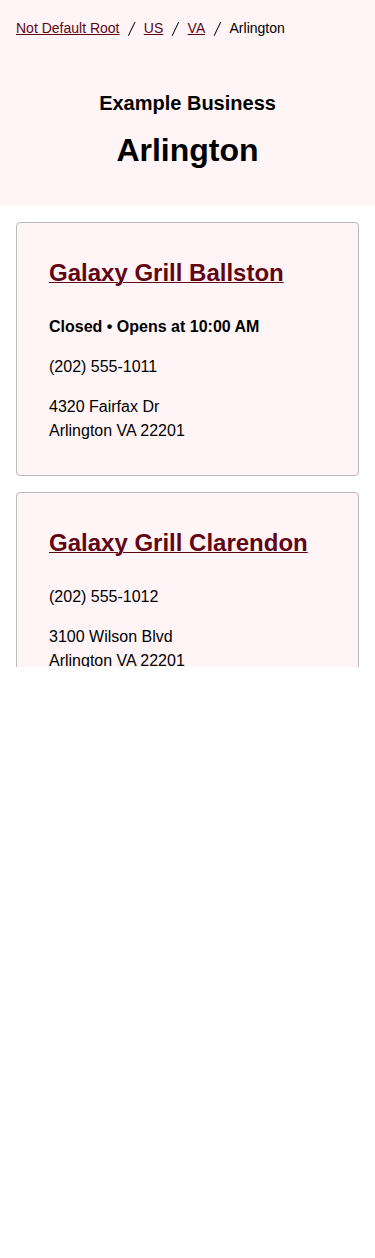 Not Default Root / US / VA / Arlington
Example Business
Arlington
Galaxy Grill Ballston
Closed • Opens at 10:00 AM
(202) 555-1011
4320 Fairfax Dr
Arlington VA 22201
Galaxy Grill Clarendon
(202) 555-1012
3100 Wilson Blvd
Arlington VA 22201